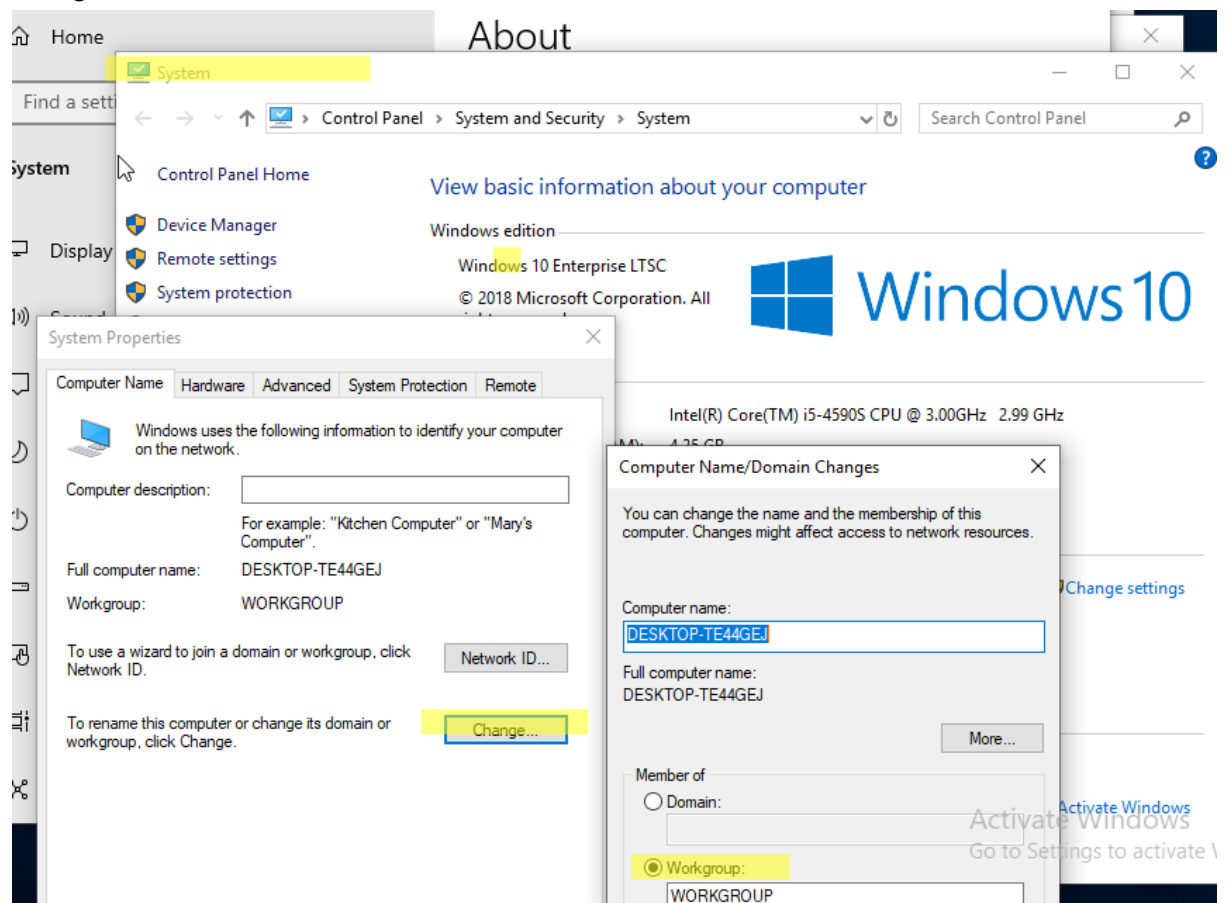 Home
About
System
Find a setti
Control Panel › System and Security › System
Search Control Panel
System
Control Panel Home
View basic information about your computer
Device Manager
Windows edition
Display
Remote settings
Windows 10 Enterprise LTSC
System protection
© 2018 Microsoft Corporation. All
Windows 10
System Properties
Computer Name
Hardware
Advanced
System Protection
Remote
Windows uses the following information to identify your computer
on the network.
Computer description:
For example: "Kitchen Computer" or "Mary's
Computer".
Full computer name:
DESKTOP-TE44GEJ
Workgroup:
WORKGROUP
To use a wizard to join a domain or workgroup, click
Network ID.
Network ID...
To rename this computer or change its domain or
workgroup, click Change.
Change...
Intel(R) Core(TM) i5-4590S CPU @ 3.00GHz 2.99 GHz
Computer Name/Domain Changes
You can change the name and the membership of this
computer. Changes might affect access to network resources.
Computer name:
DESKTOP-TE44GEJ
Full computer name:
DESKTOP-TE44GEJ
More...
Member of
Domain:
Workgroup:
WORKGROUP
Change settings
Activate Windows
Activate Windows
Go to Settings to activate